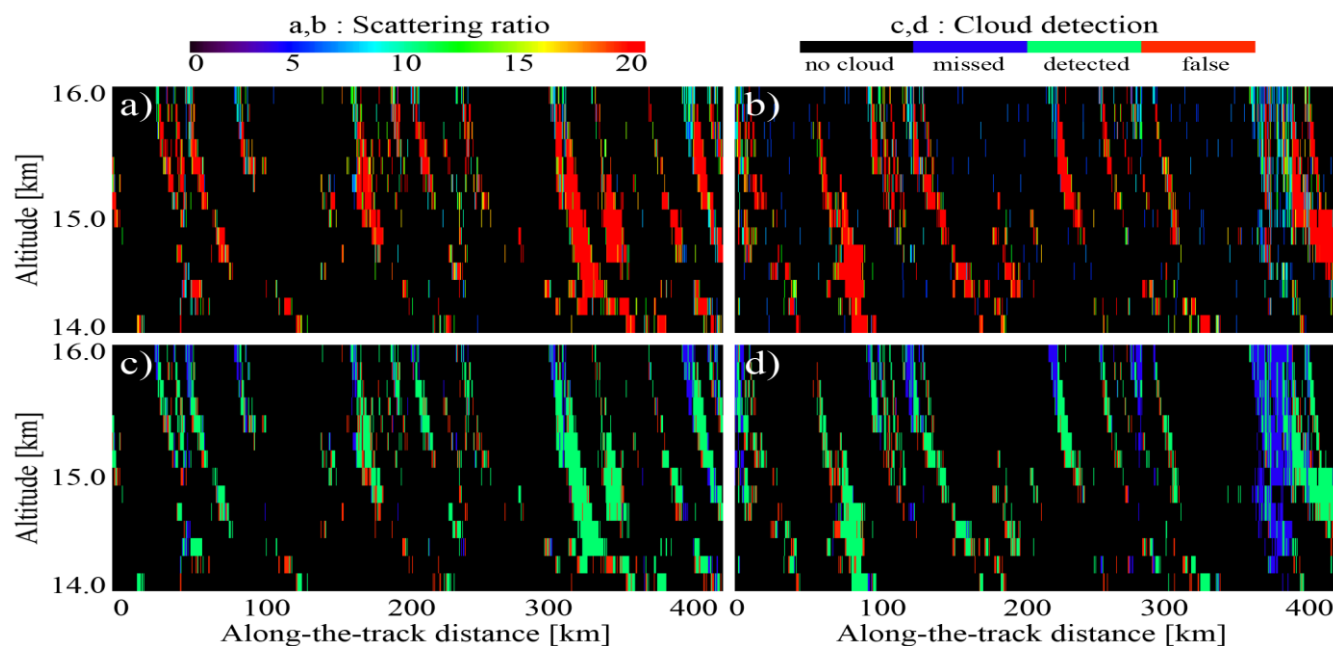 a,b : Scattering ratio
c,d : Cloud detection
0 5 10 15 20
no cloud missed detected false
16.0
15.0
14.0
Altitude [km]
a)
b)
16.0
15.0
14.0
Altitude [km]
c)
d)
0 100 200 300 400
0 100 200 300 400
Along-the-track distance [km]
Along-the-track distance [km]